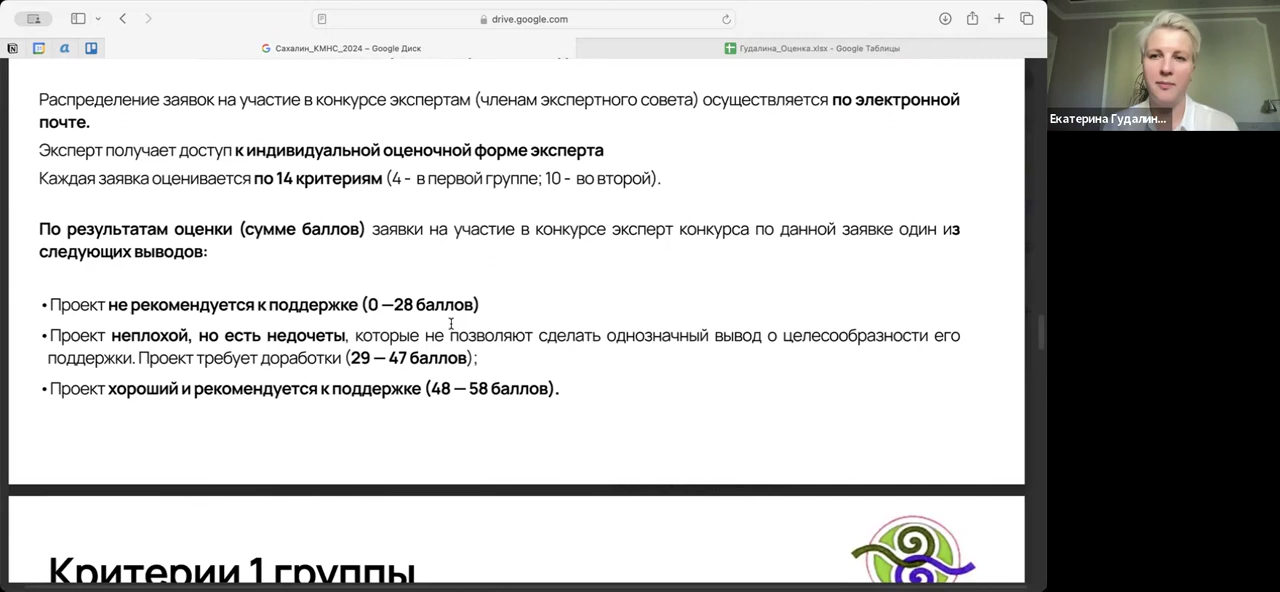 drive.google.com
Сахалин_КМНС_2024 – Google Диск
Гудалина_Оценка.xlsx - Google Таблицы
Екатерина Гудалин...
Распределение заявок на участие в конкурсе экспертам (членам экспертного совета) осуществляется по электронной
почте.
Эксперт получает доступ к индивидуальной оценочной форме эксперта
Каждая заявка оценивается по 14 критериям (4 - в первой группе; 10 - во второй).
По результатам оценки (сумме баллов) заявки на участие в конкурсе эксперт конкурса по данной заявке один из
следующих выводов:
• Проект не рекомендуется к поддержке (0 —28 баллов)
• Проект неплохой, но есть недочеты, которые не позволяют сделать однозначный вывод о целесообразности его
поддержки. Проект требует доработки (29 — 47 баллов);
• Проект хороший и рекомендуется к поддержке (48 — 58 баллов).
Критерии 1 группы